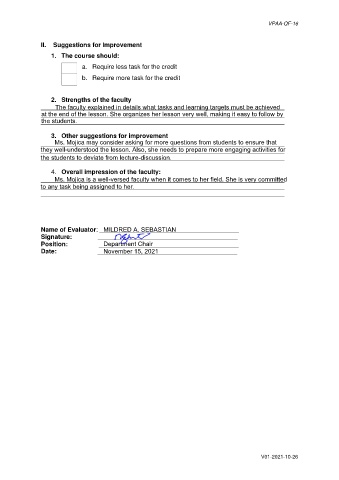 VPAA-QF-16
II. Suggestions for Improvement
1. The course should:
a. Require less task for the credit
b. Require more task for the credit
2. Strengths of the faculty
The faculty explained in details what tasks and learning targets must be achieved
at the end of the lesson. She organizes her lesson very well, making it easy to follow by
the students.
3. Other suggestions for improvement
Ms. Mojica may consider asking for more questions from students to ensure that
they well-understood the lesson. Also, she needs to prepare more engaging activities for
the students to deviate from lecture-discussion.
4. Overall impression of the faculty:
Ms. Mojica is a well-versed faculty when it comes to her field. She is very committed
to any task being assigned to her.
Name of Evaluator: MILDRED A. SEBASTIAN
Signature:
Position: Department Chair
Date: November 15, 2021
V01-2021-10-26